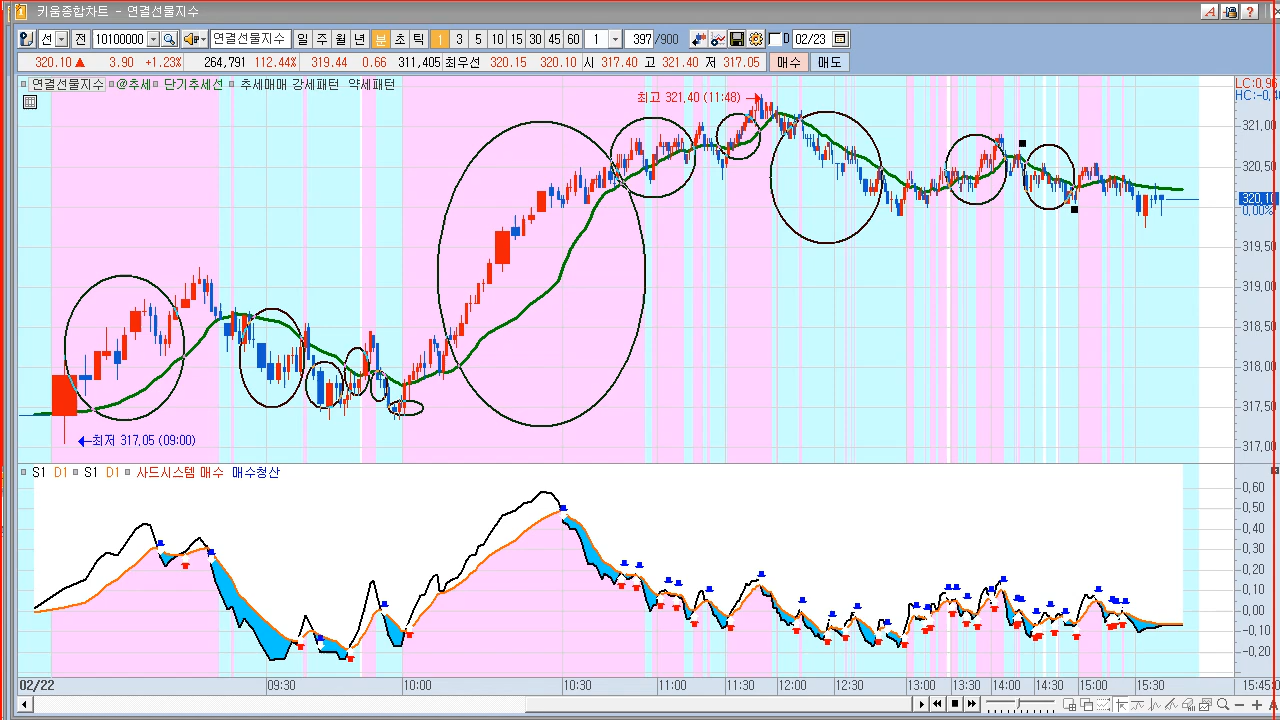 키움종합차트 - 연결선물지수
선 전 10100000 연결선물지수 일 주 월 년 분 초 틱 1 3 5 10 15 30 45 60 1 397 /900 D 02/23
320.10 ▲ 3.90 +1.23% 264,791 112.44% 319.44 0.66 311,405 최우선 320.15 320.10 시 317.40 고 321.40 저 317.05 매수 매도
연결선물지수 @추세 단기추세선 추세매매 강세패턴 약세패턴
LC:0,96
최고 321,40 (11:48)
321,00
320,50
320,10
0,00%
319,50
319,00
318,50
318,00
317,50
최저 317,05 (09:00)
317,00
S1 D1 S1 D1 사드시스템 매수 매수청산
0,60
0,50
0,40
0,30
0,20
0,10
0,00
-0,10
-0,20
02/22 09:30 10:00 10:30 11:00 11:30 12:00 12:30 13:00 13:30 14:00 14:30 15:00 15:30 15:45:0